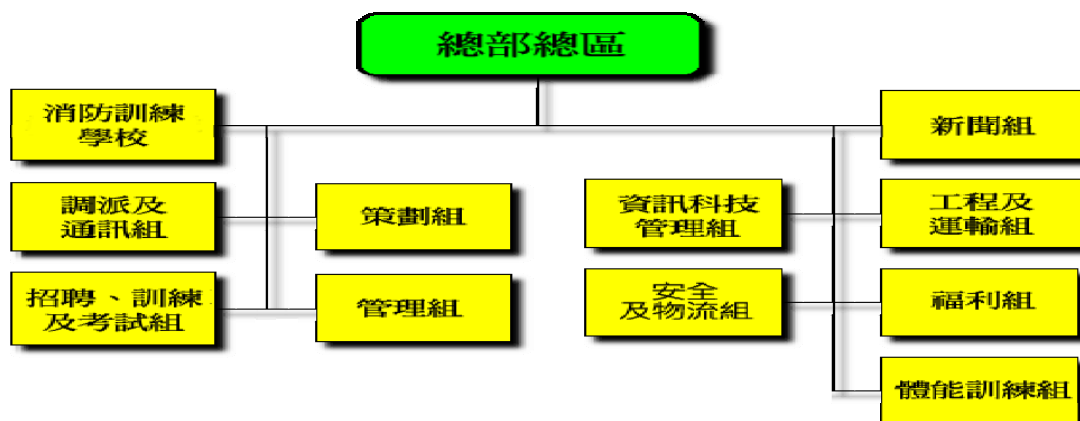 總部總區
消防訓練
學校
新聞組
調派及
通訊組
策劃組
資訊科技
管理組
工程及
運輸組
招聘、訓練
及考試組
管理組
安全
及物流組
福利組
體能訓練組